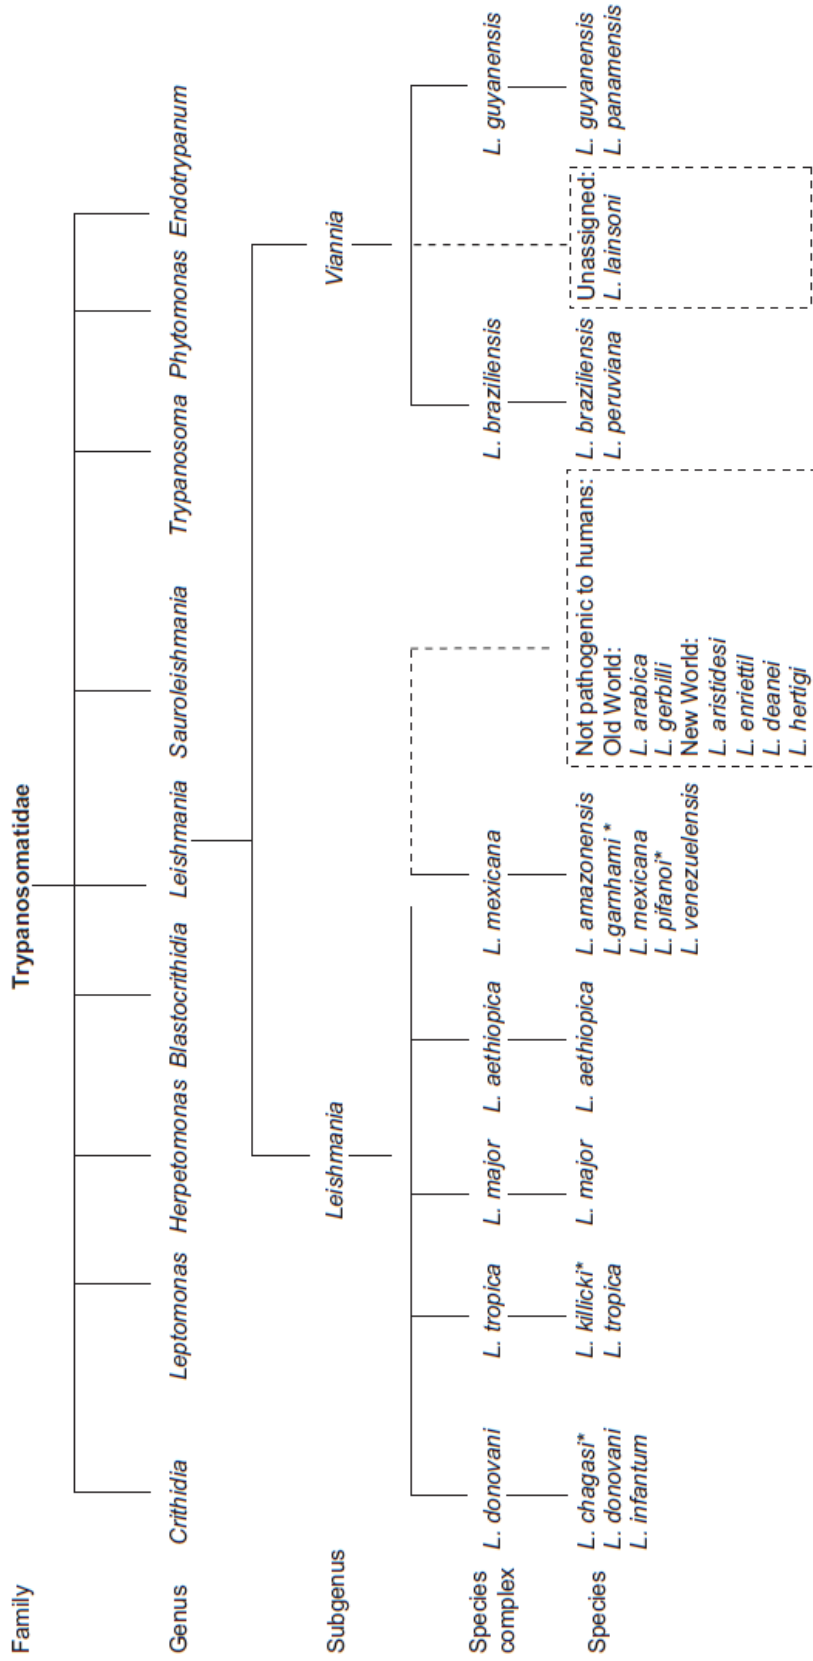 Family
Trypanosomatidae
Genus
Crithidia
Leptomonas
Herpetomonas
Blastocrithidia
Leishmania
Sauroleishmania
Trypanosoma
Phytomonas
Endotrypanum
Subgenus
Leishmania
Viannia
Species
complex
L. donovani
L. tropica
L. major
L. aethiopica
L. mexicana
L. braziliensis
L. guyanensis
Species
L. chagasi*
L. donovani
L. infantum
L. killicki*
L. tropica
L. major
L. aethiopica
L. amazonensis
L.garnhami *
L. mexicana
L. pifanoi*
L. venezuelensis
Not pathogenic to humans:
Old World:
L. arabica
L. gerbilli
New World:
L. aristidesi
L. enriettil
L. deanei
L. hertigi
L. braziliensis
L. peruviana
Unassigned:
L. lainsoni
L. guyanensis
L. panamensis